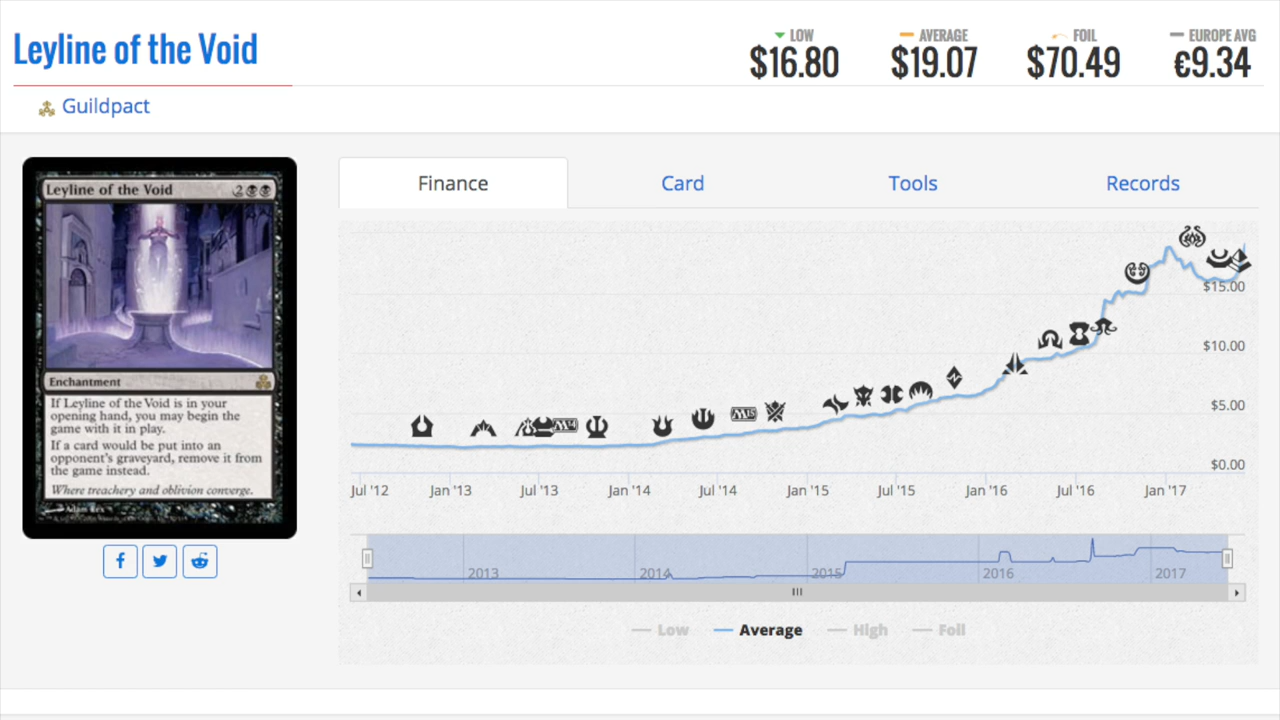 Leyline of the Void
LOW
AVERAGE
FOIL
EUROPE AVG
$16.80
$19.07
$70.49
€9.34
Guildpact
Leyline of the Void
2
Enchantment
If Leyline of the Void is in your
opening hand, you may begin the
game with it in play.
If a card would be put into an
opponent's graveyard, remove it from
the game instead.
Where treachery and oblivion converge.
Finance
Card
Tools
Records
$15.00
$10.00
$5.00
$0.00
M14
M15
Jul '12
Jan '13
Jul '13
Jan '14
Jul '14
Jan '15
Jul '15
Jan '16
Jul '16
Jan '17
2013
2014
2015
2016
2017
Low
Average
High
Foil